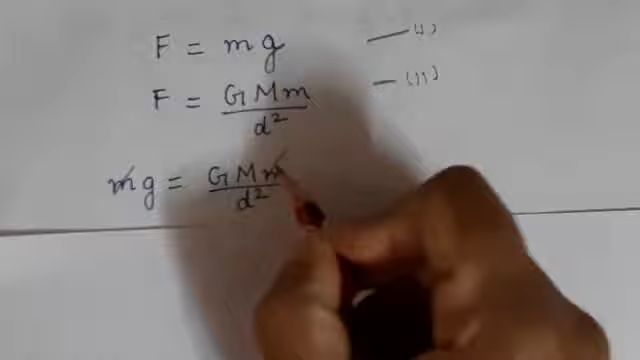 F = mg —(i)
F = GMm/d² —(ii)
mg = GMm/d²